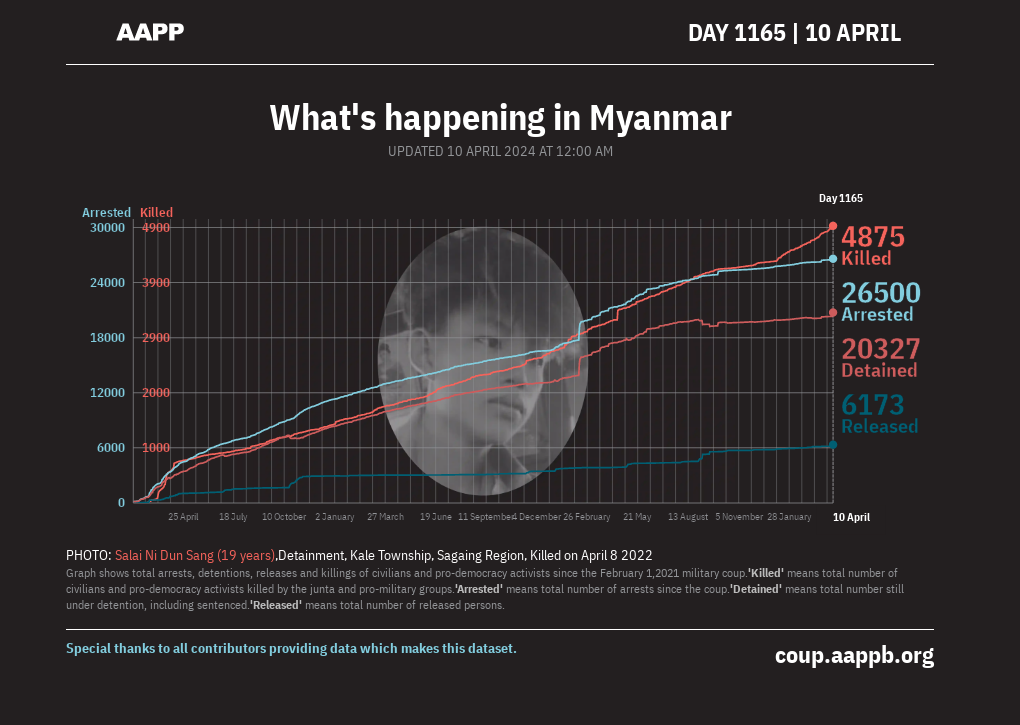 AAPP
DAY 1165 | 10 APRIL
What's happening in Myanmar
UPDATED 10 APRIL 2024 AT 12:00 AM
Day 1165
Arrested Killed
30000 4900
24000 3900
18000 2900
12000 2000
6000 1000
0
4875
Killed
26500
Arrested
20327
Detained
6173
Released
25 April 18 July 10 October 2 January 27 March 19 June 11 September 4 December 26 February 21 May 13 August 5 November 28 January 10 April
PHOTO: Salai Ni Dun Sang (19 years),Detainment, Kale Township, Sagaing Region, Killed on April 8 2022
Graph shows total arrests, detentions, releases and killings of civilians and pro-democracy activists since the February 1,2021 military coup.'Killed' means total number of
civilians and pro-democracy activists killed by the junta and pro-military groups.'Arrested' means total number of arrests since the coup.'Detained' means total number still
under detention, including sentenced.'Released' means total number of released persons.
Special thanks to all contributors providing data which makes this dataset.
coup.aappb.org